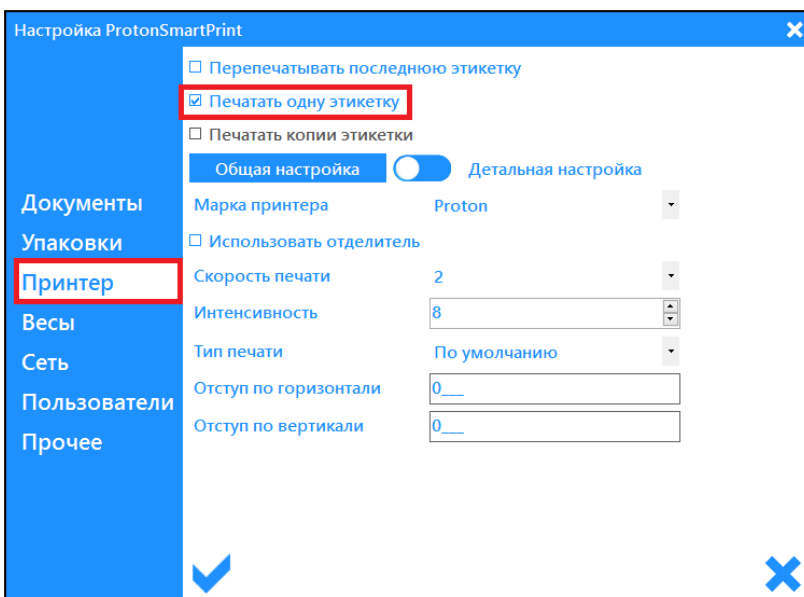 Настройка ProtonSmartPrint
Перепечатывать последнюю этикетку
Печатать одну этикетку
Печатать копии этикетки
Общая настройка Детальная настройка
Документы
Упаковки
Принтер
Весы
Сеть
Пользователи
Прочее
Марка принтера Proton
Использовать отделитель
Скорость печати 2
Интенсивность 8
Тип печати По умолчанию
Отступ по горизонтали 0___
Отступ по вертикали 0___